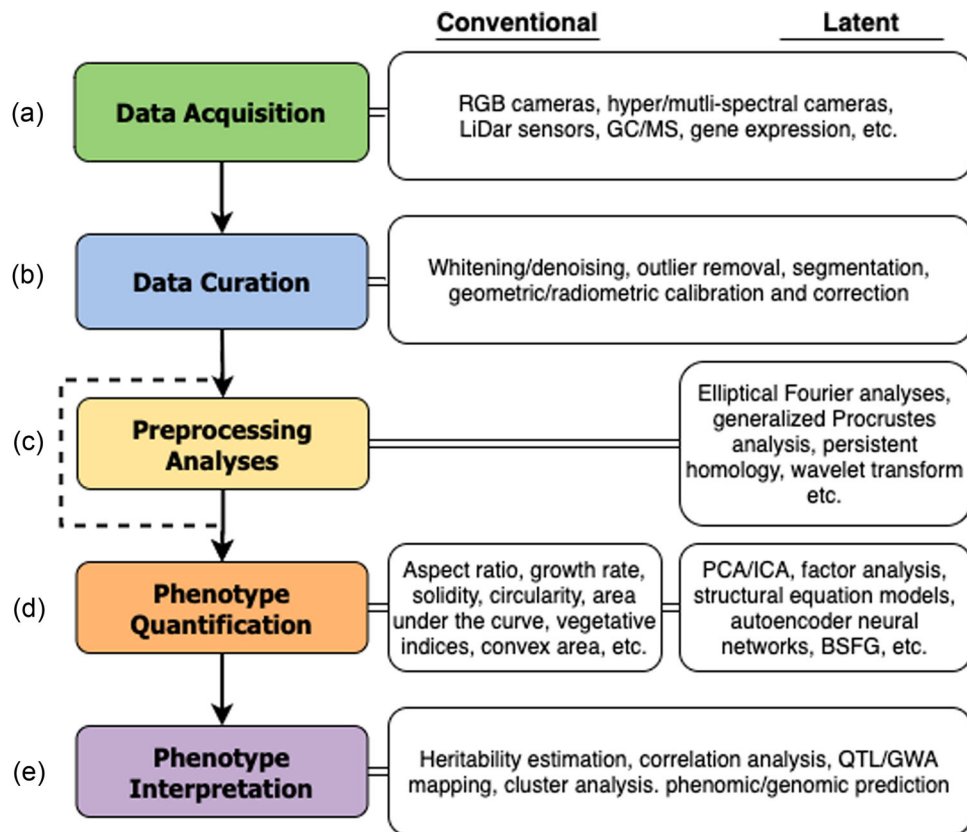 Conventional Latent
(a)
Data Acquisition
RGB cameras, hyper/mutli-spectral cameras,
LiDar sensors, GC/MS, gene expression, etc.
(b)
Data Curation
Whitening/denoising, outlier removal, segmentation,
geometric/radiometric calibration and correction
(c)
Preprocessing
Analyses
Elliptical Fourier analyses,
generalized Procrustes
analysis, persistent
homology, wavelet transform
etc.
(d)
Phenotype
Quantification
Aspect ratio, growth rate,
solidity, circularity, area
under the curve, vegetative
indices, convex area, etc.
PCA/ICA, factor analysis,
structural equation models,
autoencoder neural
networks, BSFG, etc.
(e)
Phenotype
Interpretation
Heritability estimation, correlation analysis, QTL/GWA
mapping, cluster analysis. phenomic/genomic prediction